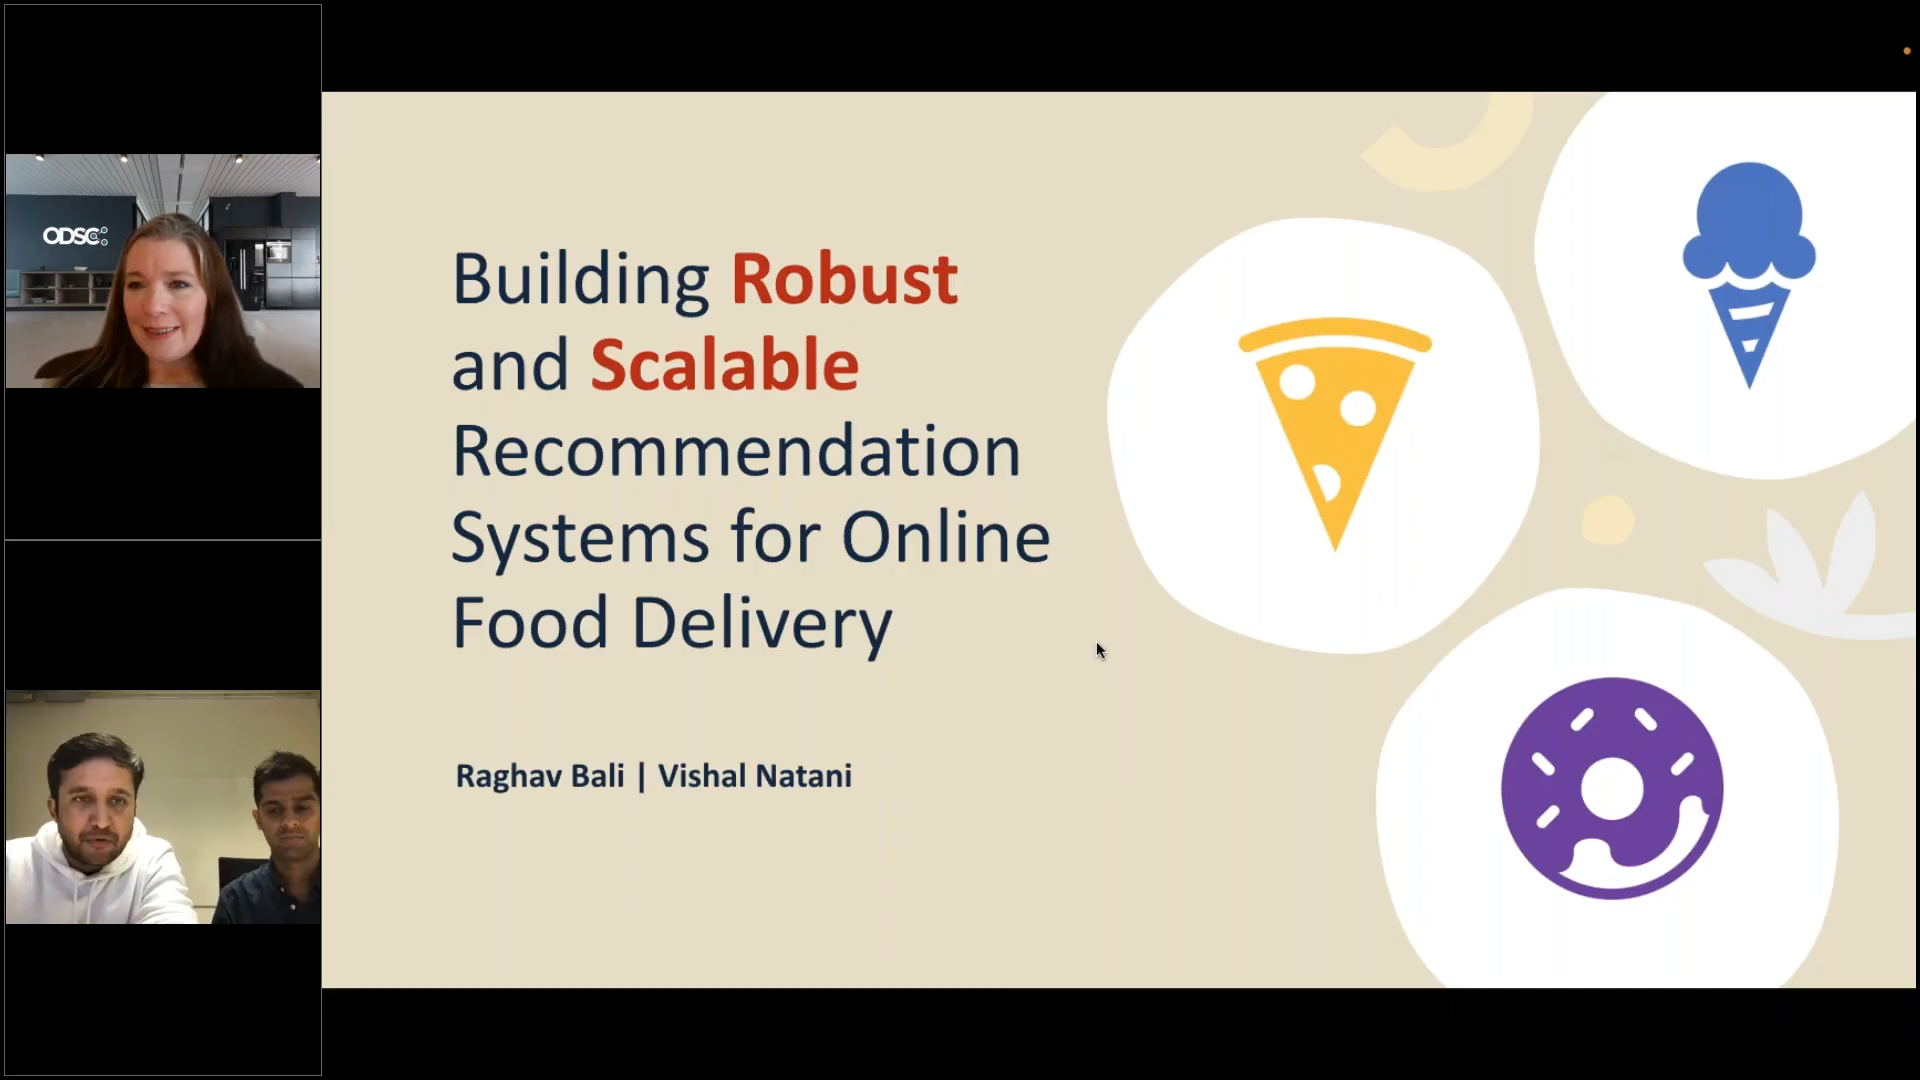 ODSC
Building Robust
and Scalable
Recommendation
Systems for Online
Food Delivery
Raghav Bali | Vishal Natani